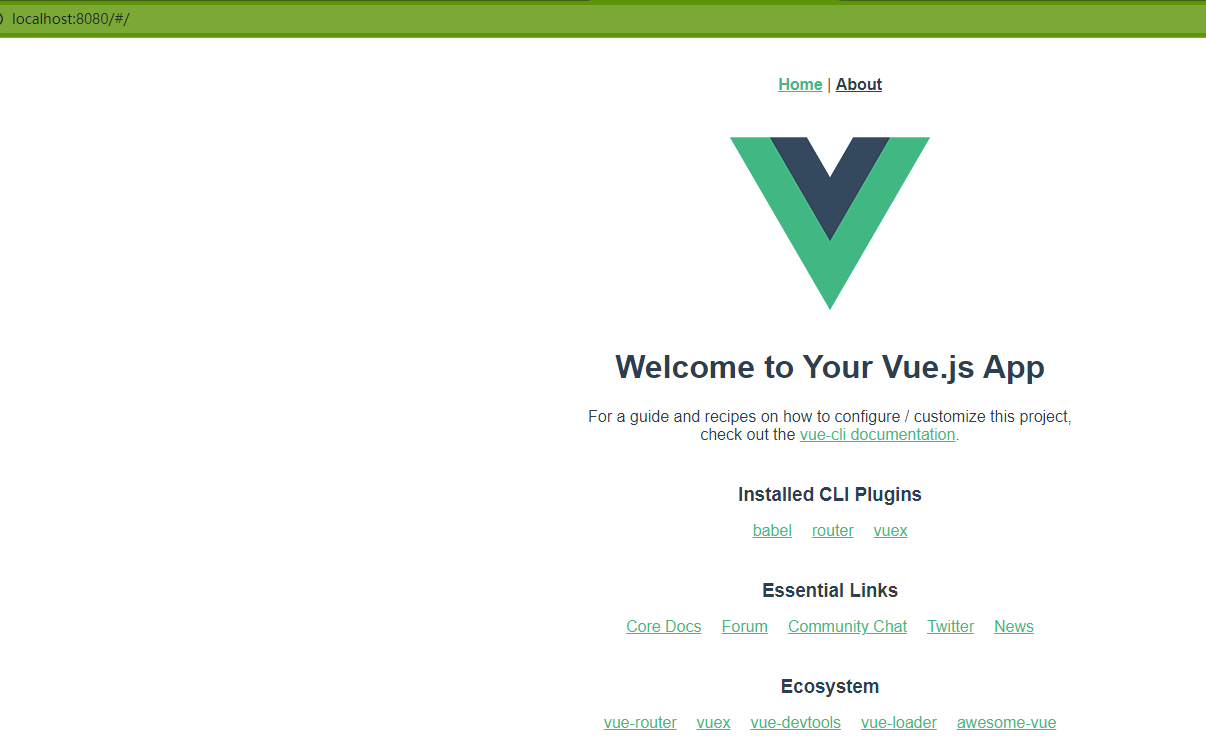 localhost:8080/#/
Home | About
Welcome to Your Vue.js App
For a guide and recipes on how to configure / customize this project,
check out the vue-cli documentation.
Installed CLI Plugins
babel router vuex
Essential Links
Core Docs Forum Community Chat Twitter News
Ecosystem
vue-router vuex vue-devtools vue-loader awesome-vue